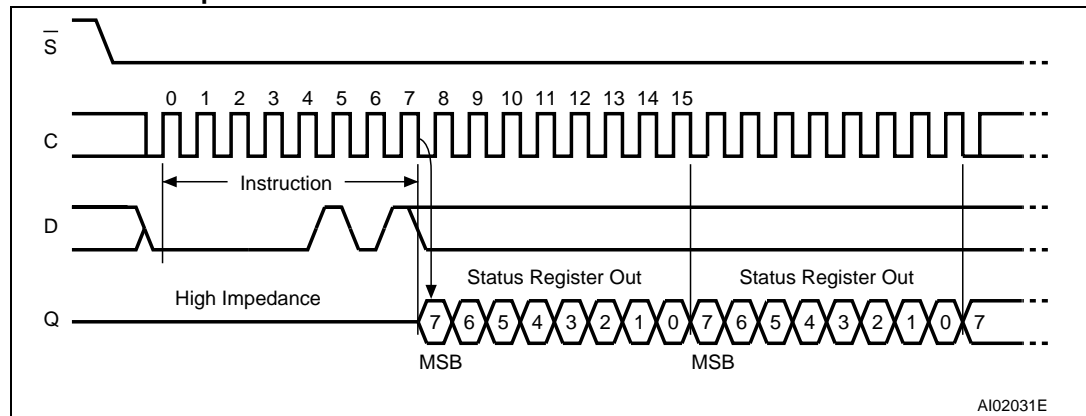 S
0 1 2 3 4 5 6 7 8 9 10 11 12 13 14 15
C
Instruction
D
Status Register Out Status Register Out
High Impedance
Q 7 6 5 4 3 2 1 0 7 6 5 4 3 2 1 0 7
MSB MSB
AI02031E